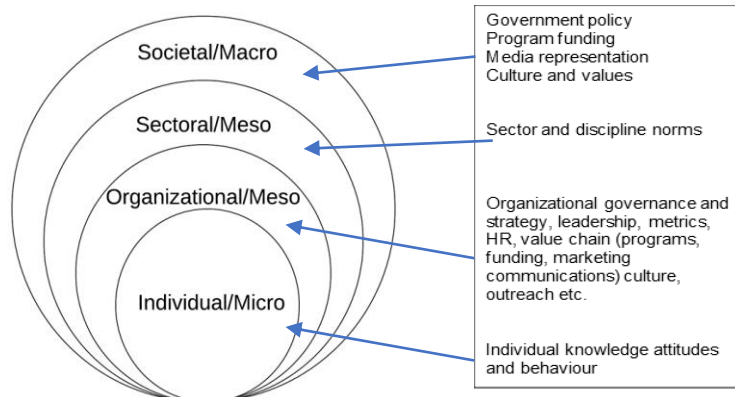 Societal/Macro
Sectoral/Meso
Organizational/Meso
Individual/Micro
Government policy
Program funding
Media representation
Culture and values
Sector and discipline norms
Organizational governance and
strategy, leadership, metrics,
HR, value chain (programs,
funding, marketing
communications) culture,
outreach etc.
Individual knowledge attitudes
and behaviour